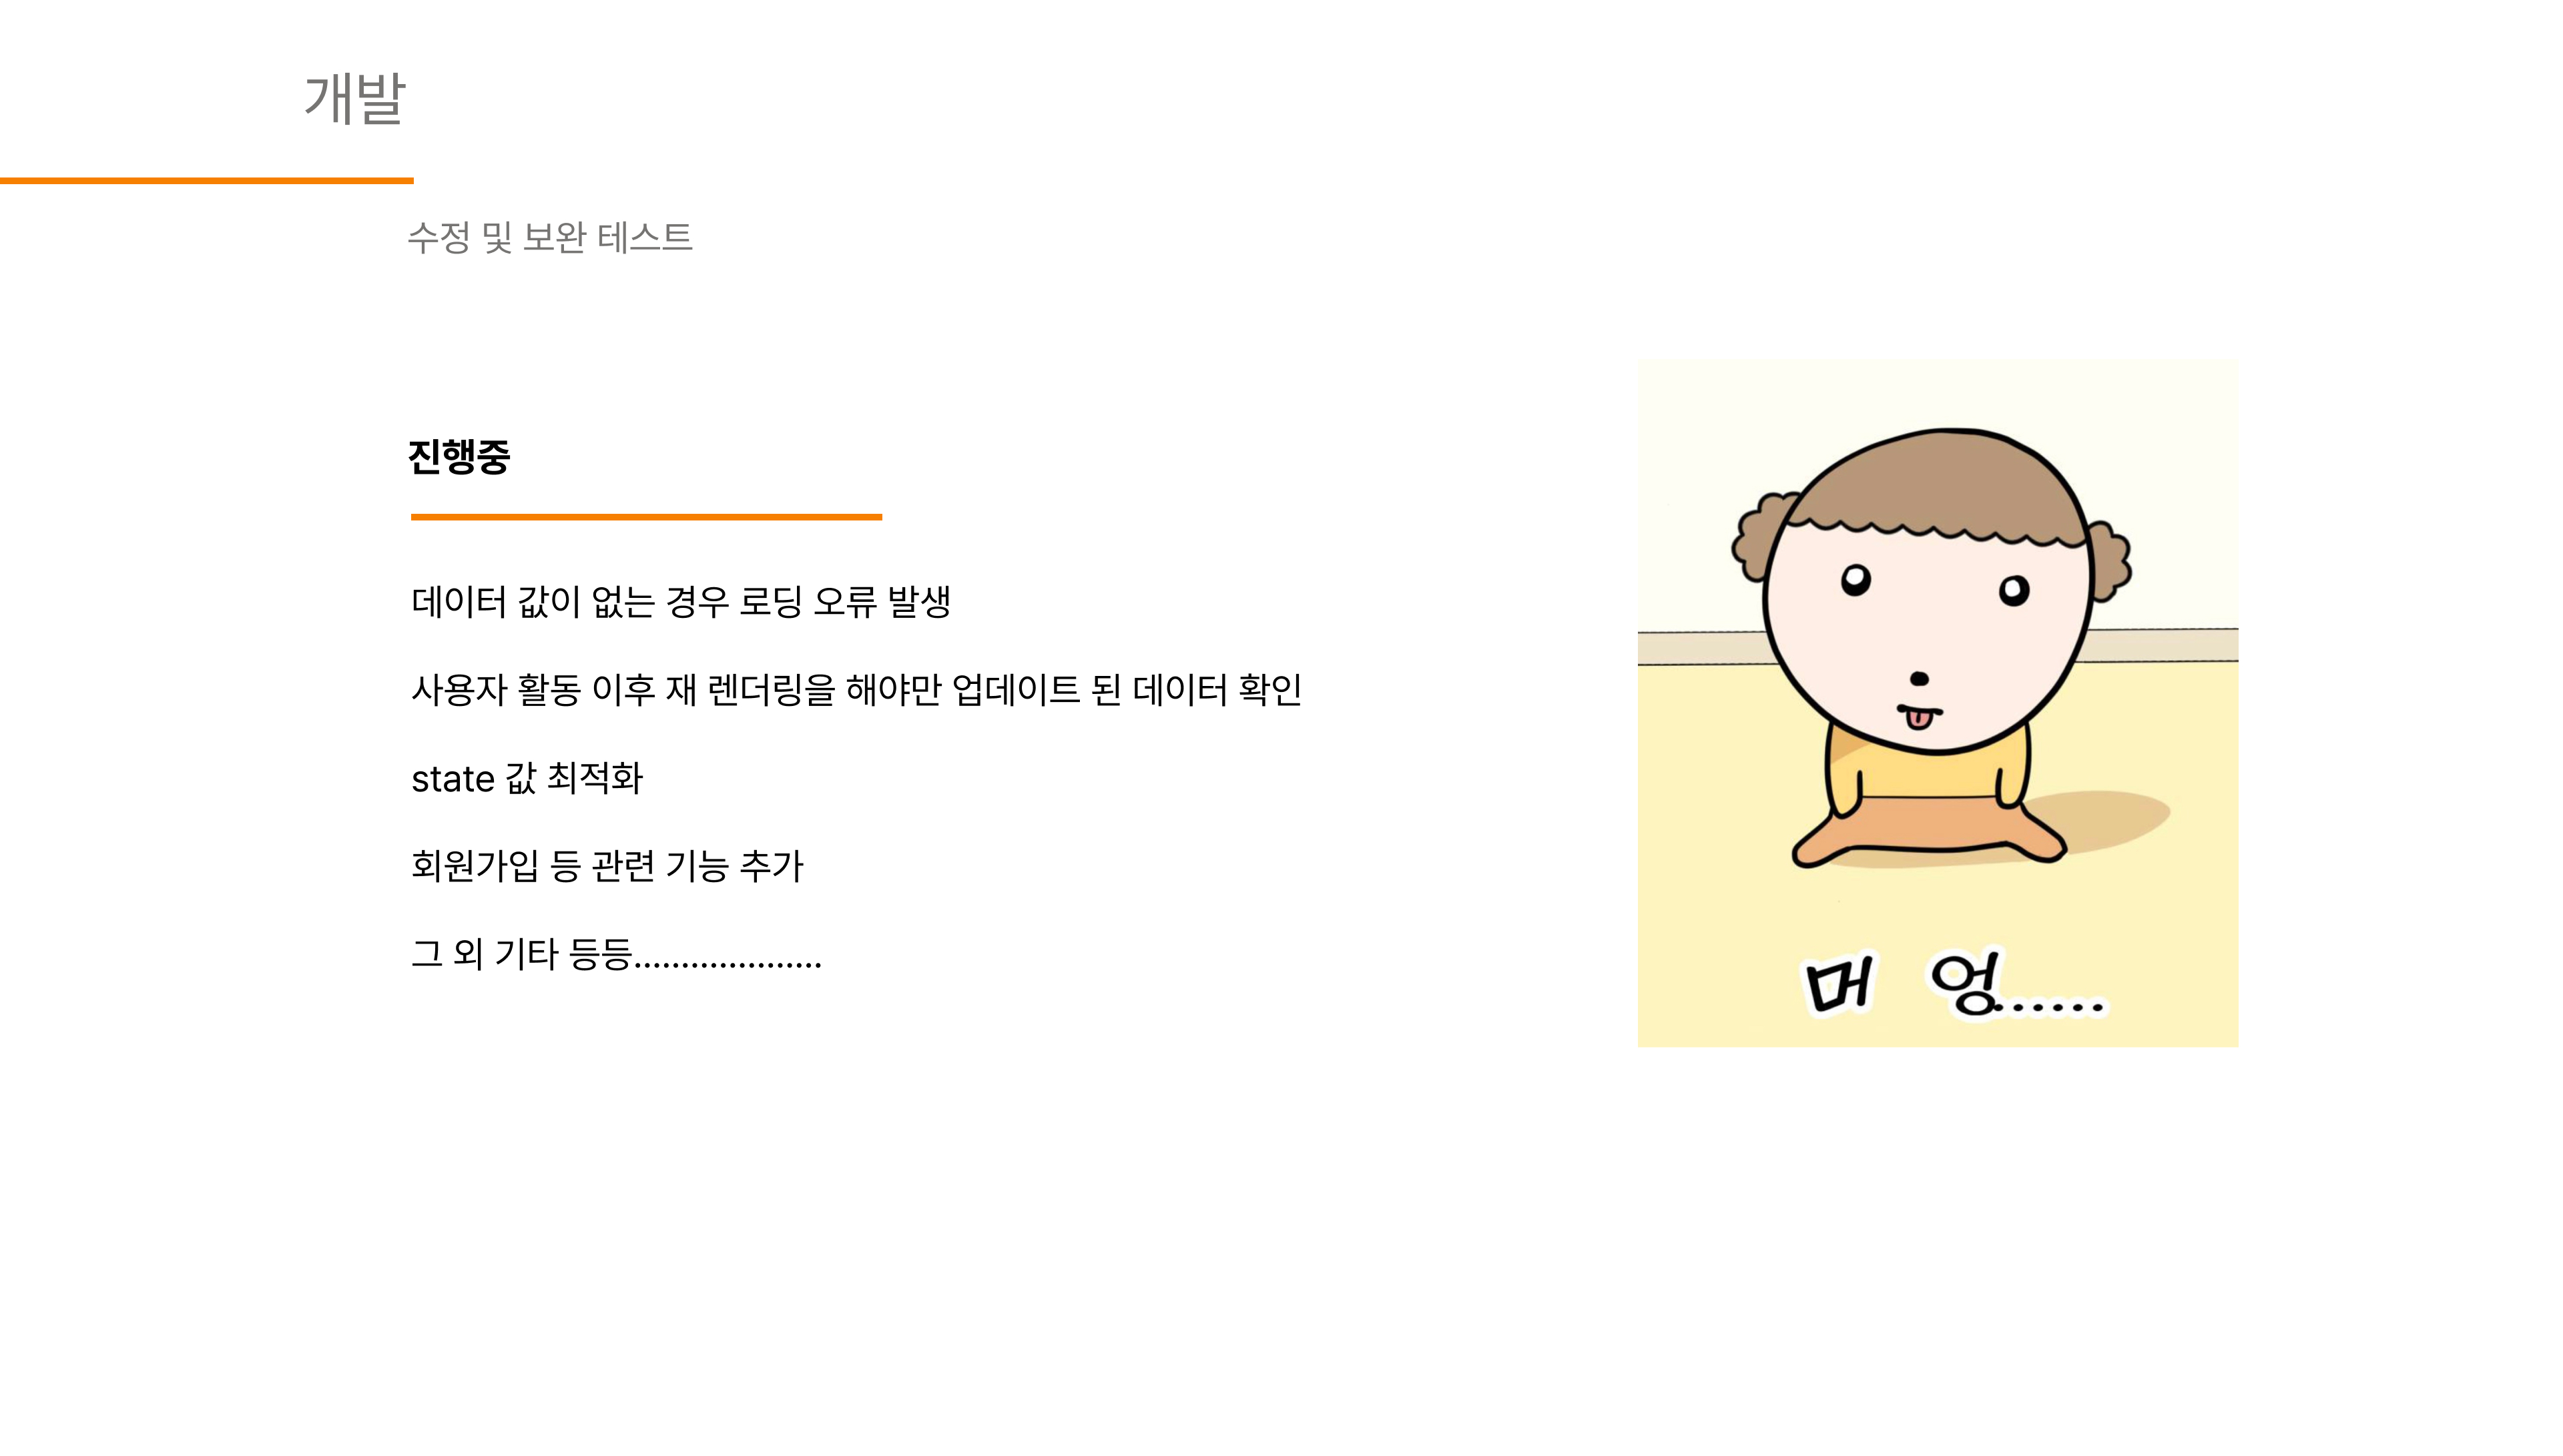 개발
수정 및 보완 테스트
진행중
데이터 값이 없는 경우 로딩 오류 발생
사용자 활동 이후 재 렌더링을 해야만 업데이트 된 데이터 확인
state 값 최적화
회원가입 등 관련 기능 추가
그 외 기타 등등....................
머 엉......